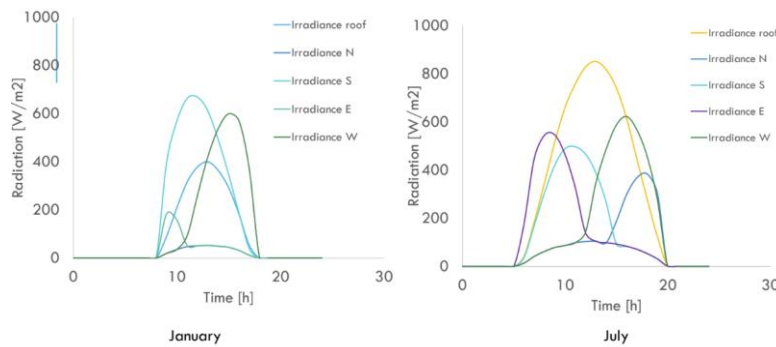 1000
800
600
400
200
0
Radiation [W/m2]
0
10
20
30
Time [h]
Irradiance roof
Irradiance N
Irradiance S
Irradiance E
Irradiance W
January
1000
800
600
400
200
0
Radiation [W/m2]
0
10
20
30
Time [h]
Irradiance roof
Irradiance N
Irradiance S
Irradiance E
Irradiance W
July